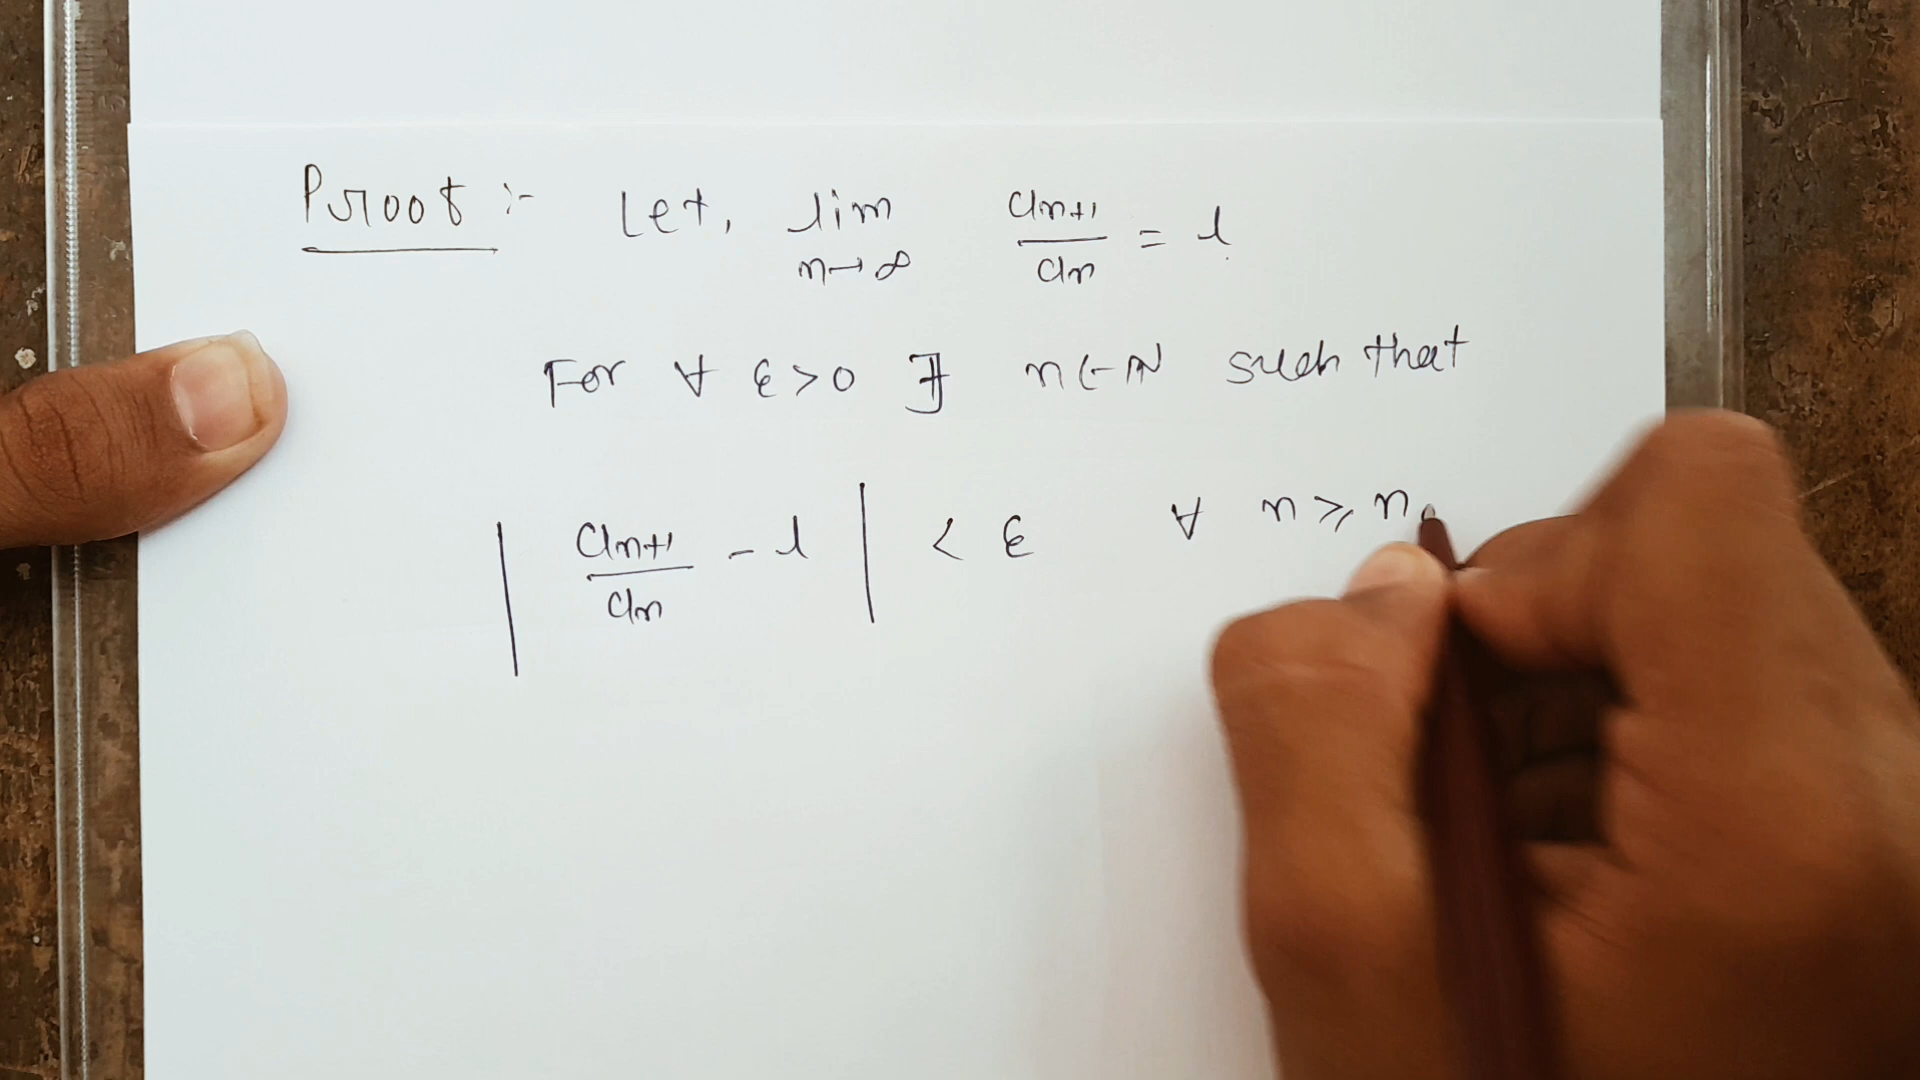 Proof :- Let, lim n→∞ an+1/an = l
For ∀ ε>0 ∃ n∈N such that
| an+1/an - l | < ε ∀ n ≥ n